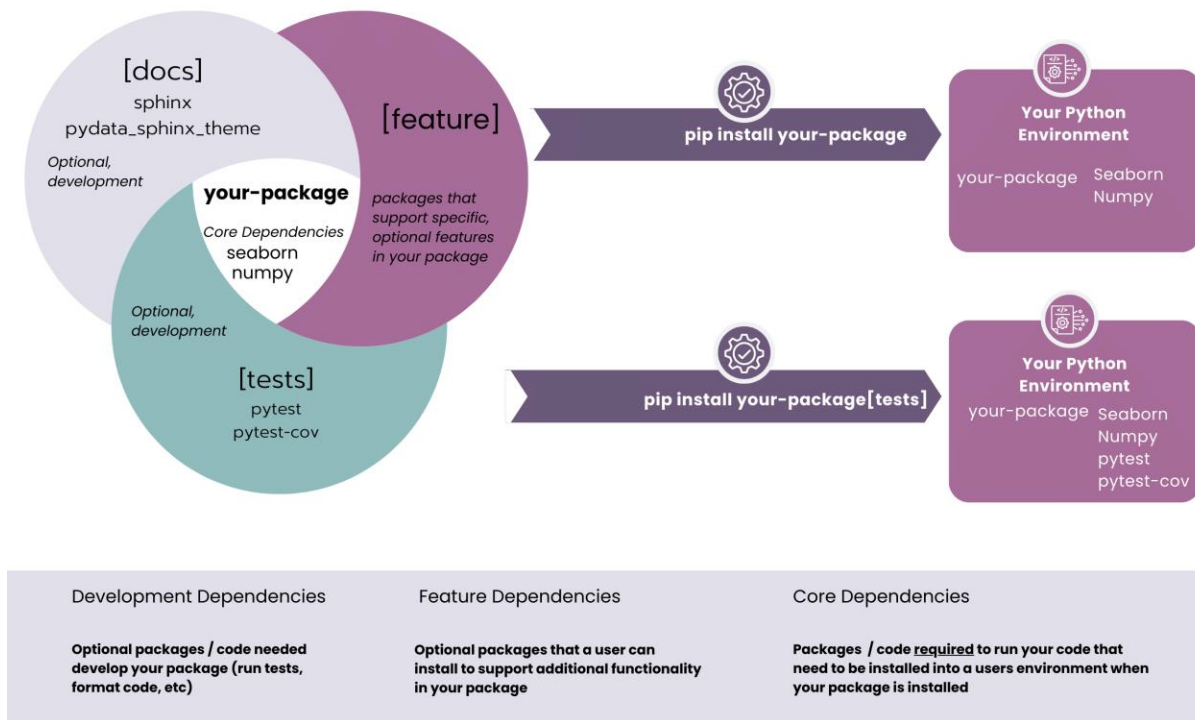 [docs]
sphinx
pydata_sphinx_theme
Optional,
development
[feature]
packages that
support specific,
optional features
in your package
your-package
Core Dependencies
seaborn
numpy
Optional,
development
[tests]
pytest
pytest-cov
pip install your-package
Your Python
Environment
your-package
Seaborn
Numpy
pip install your-package[tests]
Your Python
Environment
your-package
Seaborn
Numpy
pytest
pytest-cov
Development Dependencies
Optional packages / code needed
develop your package (run tests,
format code, etc)
Feature Dependencies
Optional packages that a user can
install to support additional functionality
in your package
Core Dependencies
Packages / code required to run your code that
need to be installed into a users environment when
your package is installed